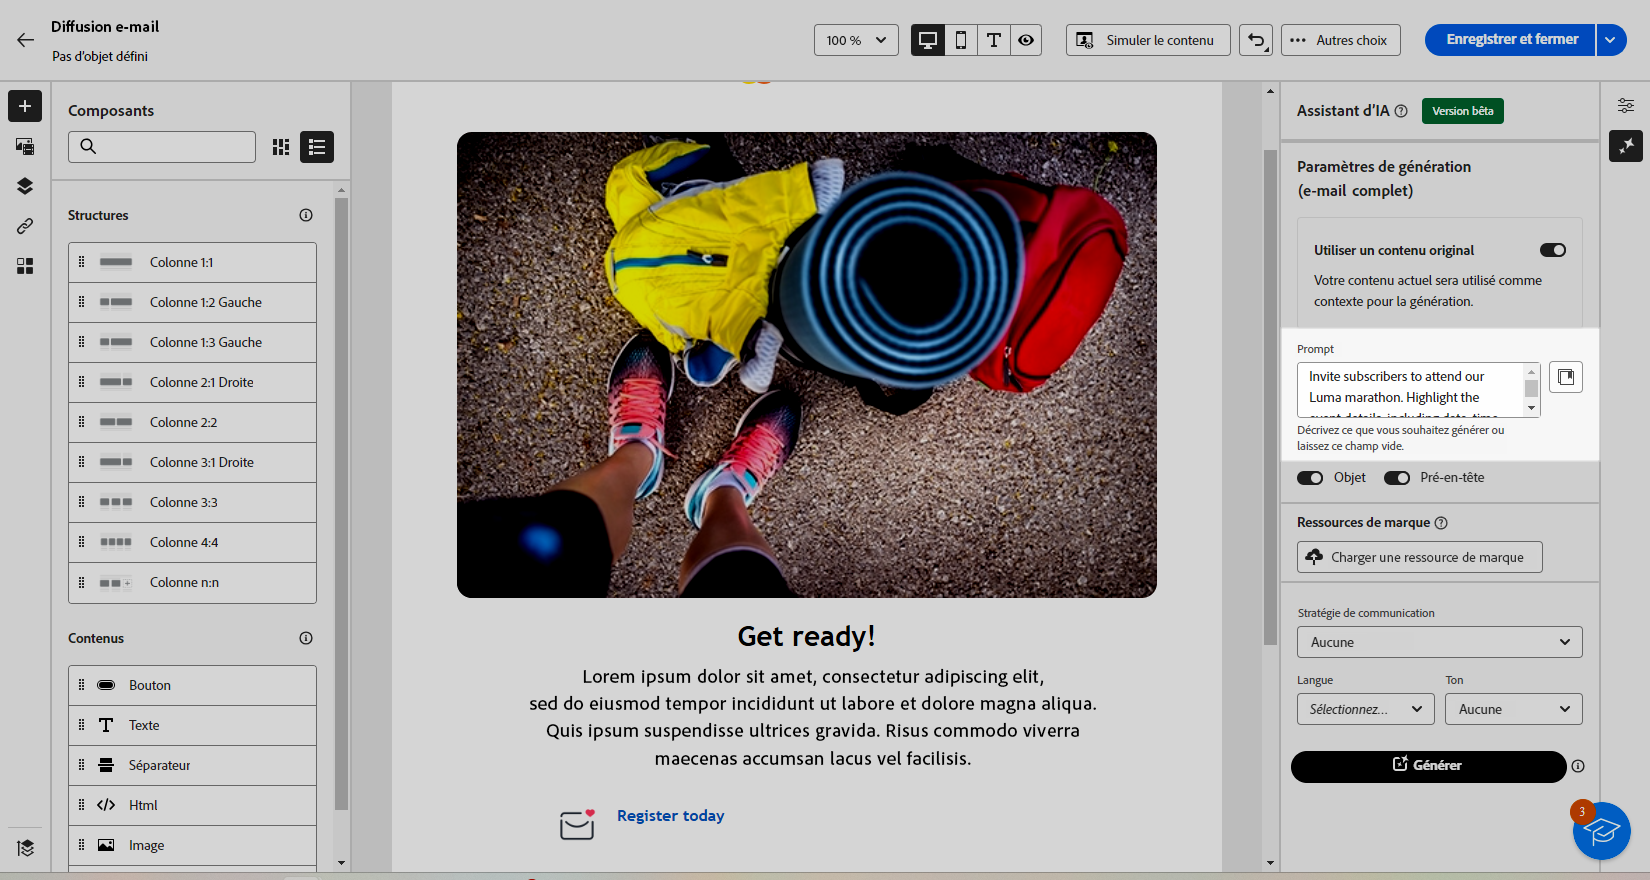 Diffusion e-mail
Pas d'objet défini
100 %
Simuler le contenu
Autres choix
Enregistrer et fermer
Composants
Structures
Colonne 1:1
Colonne 1:2 Gauche
Colonne 1:3 Gauche
Colonne 2:1 Droite
Colonne 2:2
Colonne 3:1 Droite
Colonne 3:3
Colonne 4:4
Colonne n:n
Contenus
Bouton
Texte
Séparateur
Html
Image
Get ready!
Lorem ipsum dolor sit amet, consectetur adipiscing elit,
sed do eiusmod tempor incididunt ut labore et dolore magna aliqua.
Quis ipsum suspendisse ultrices gravida. Risus commodo viverra
maecenas accumsan lacus vel facilisis.
Register today
Assistant d'IA
Version bêta
Paramètres de génération
(e-mail complet)
Utiliser un contenu original
Votre contenu actuel sera utilisé comme
contexte pour la génération.
Prompt
Invite subscribers to attend our
Luma marathon. Highlight the
event details, including date, time,
Décrivez ce que vous souhaitez générer ou
laissez ce champ vide.
Objet
Pré-en-tête
Ressources de marque
Charger une ressource de marque
Stratégie de communication
Aucune
Langue
Ton
Sélectionnez...
Aucune
Générer
3